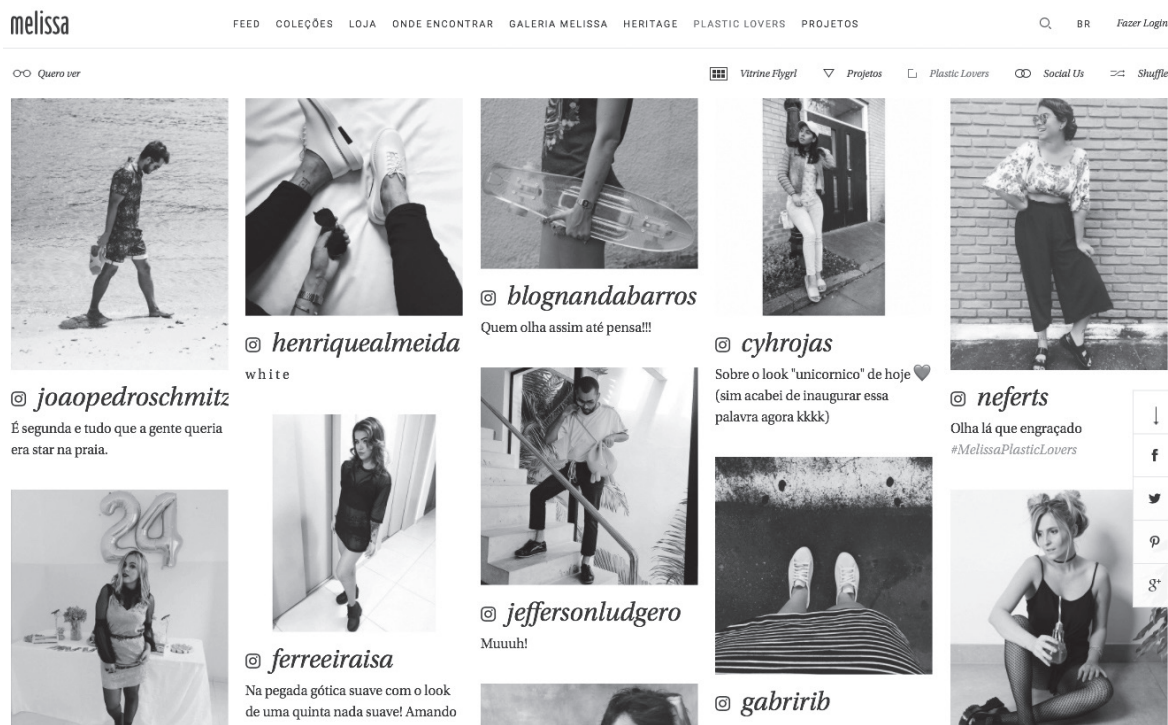 melissa
FEED COLEÇÕES LOJA ONDE ENCONTRAR GALERIA MELISSA HERITAGE PLASTIC LOVERS PROJETOS
BR Fazer Login
Quero ver
Vitrine Flygrl Projetos Plastic Lovers Social Us Shuffle
joaopedroschmitz
É segunda e tudo que a gente queria
era star na praia.
24
henriquealmeida
white
ferreeiraisa
Na pegada gótica suave com o look
de uma quinta nada suave! Amando
blognandabarros
Quem olha assim até pensa!!!
jeffersonludgero
Muuuh!
cyhrojas
Sobre o look "unicornico" de hoje 🖤
(sim acabei de inaugurar essa
palavra agora kkkk)
gabririb
neferts
Olha lá que engraçado
#MelissaPlasticLovers
f
g+